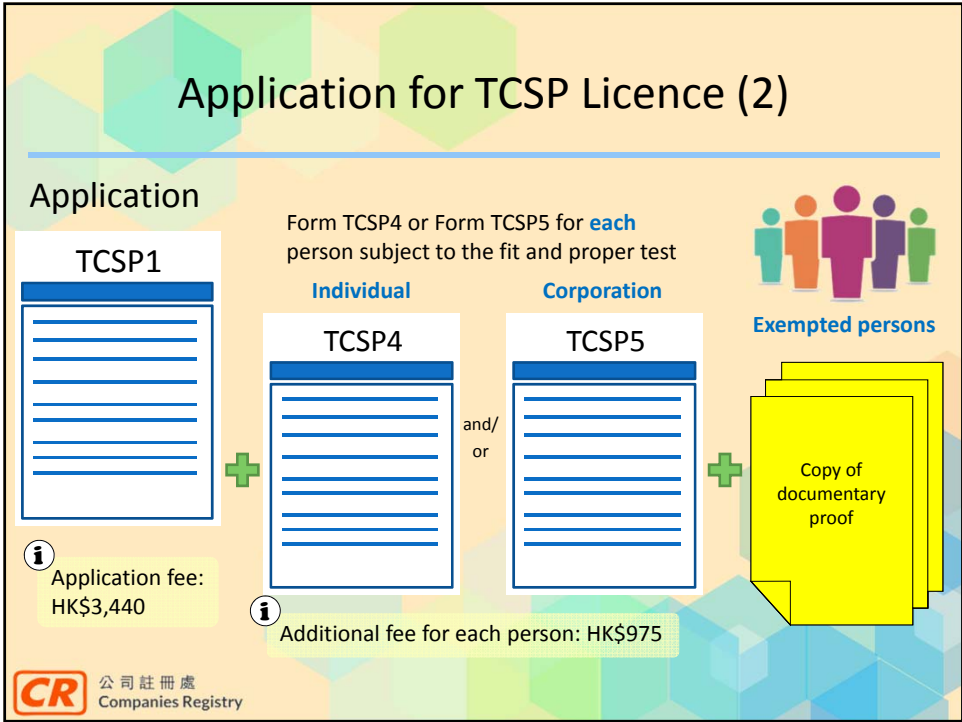 Application for TCSP Licence (2)
Application
TCSP1
Form TCSP4 or Form TCSP5 for each
person subject to the fit and proper test
Individual
Corporation
TCSP4
and/
or
TCSP5
Exempted persons
Copy of
documentary
proof
i
Application fee:
HK$3,440
i
Additional fee for each person: HK$975
CR
公司註冊處
Companies Registry